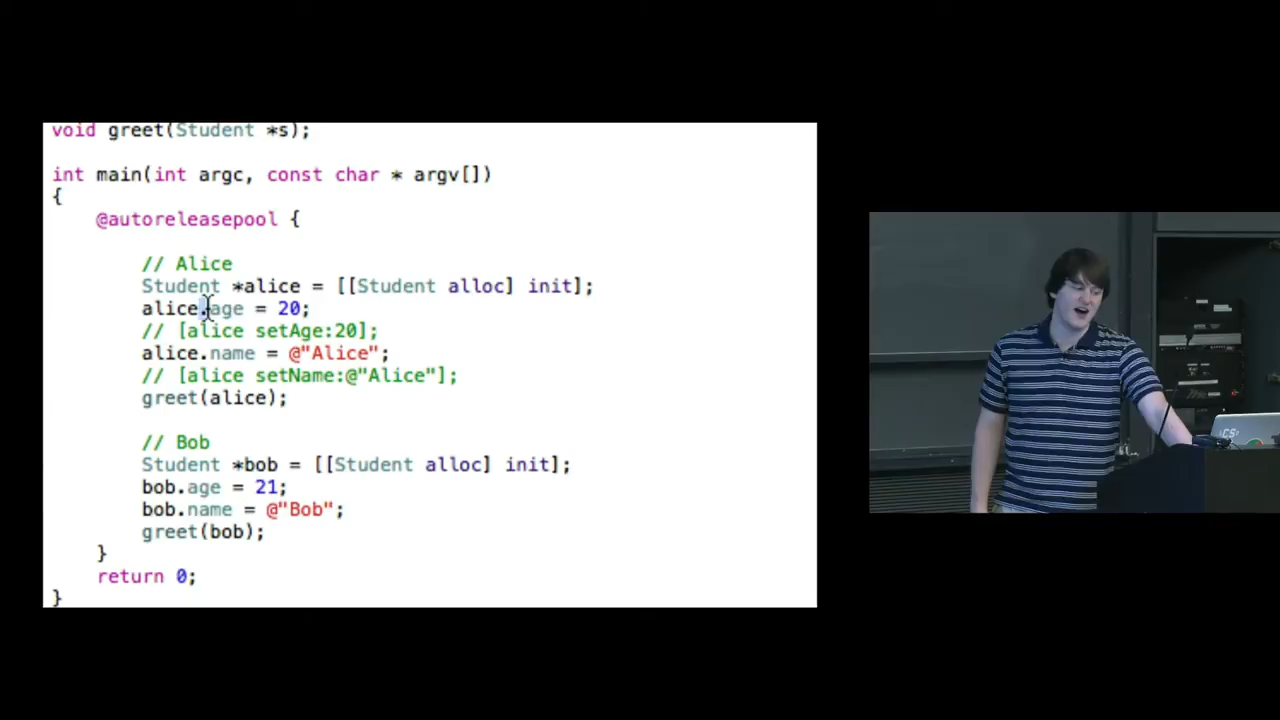 void greet(Student *s);
int main(int argc, const char * argv[])
{
@autoreleasepool {
// Alice
Student *alice = [[Student alloc] init];
alice.age = 20;
// [alice setAge:20];
alice.name = @"Alice";
// [alice setName:@"Alice"];
greet(alice);
// Bob
Student *bob = [[Student alloc] init];
bob.age = 21;
bob.name = @"Bob";
greet(bob);
}
return 0;
}